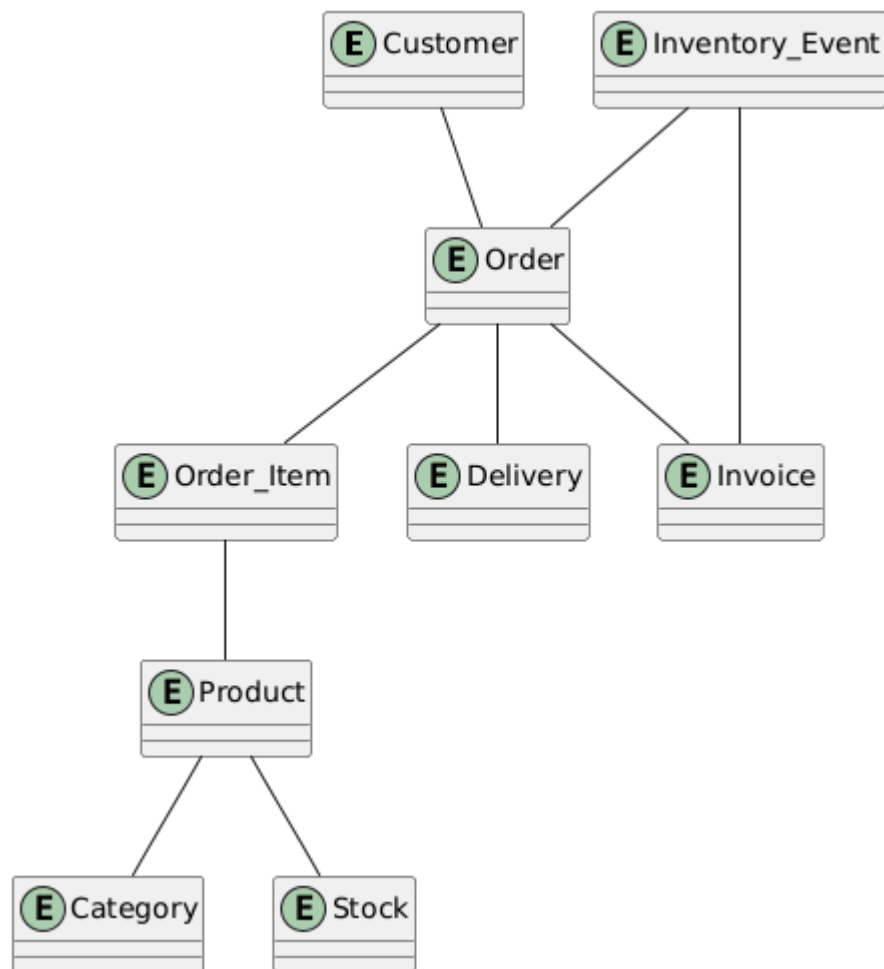 E Customer
E Inventory_Event
E Order
E Order_Item
E Delivery
E Invoice
E Product
E Category
E Stock